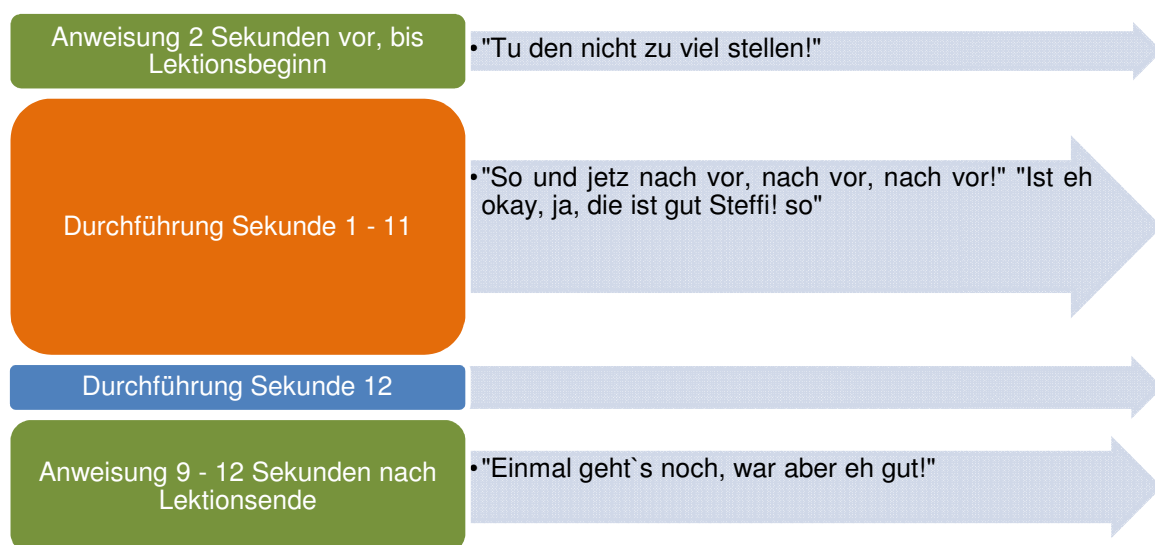 Anweisung 2 Sekunden vor, bis
Lektionsbeginn
•"Tu den nicht zu viel stellen!"
Durchführung Sekunde 1 - 11
•"So und jetz nach vor, nach vor, nach vor!" "Ist eh
okay, ja, die ist gut Steffi! so"
Durchführung Sekunde 12
Anweisung 9 - 12 Sekunden nach
Lektionsende
•"Einmal geht`s noch, war aber eh gut!"